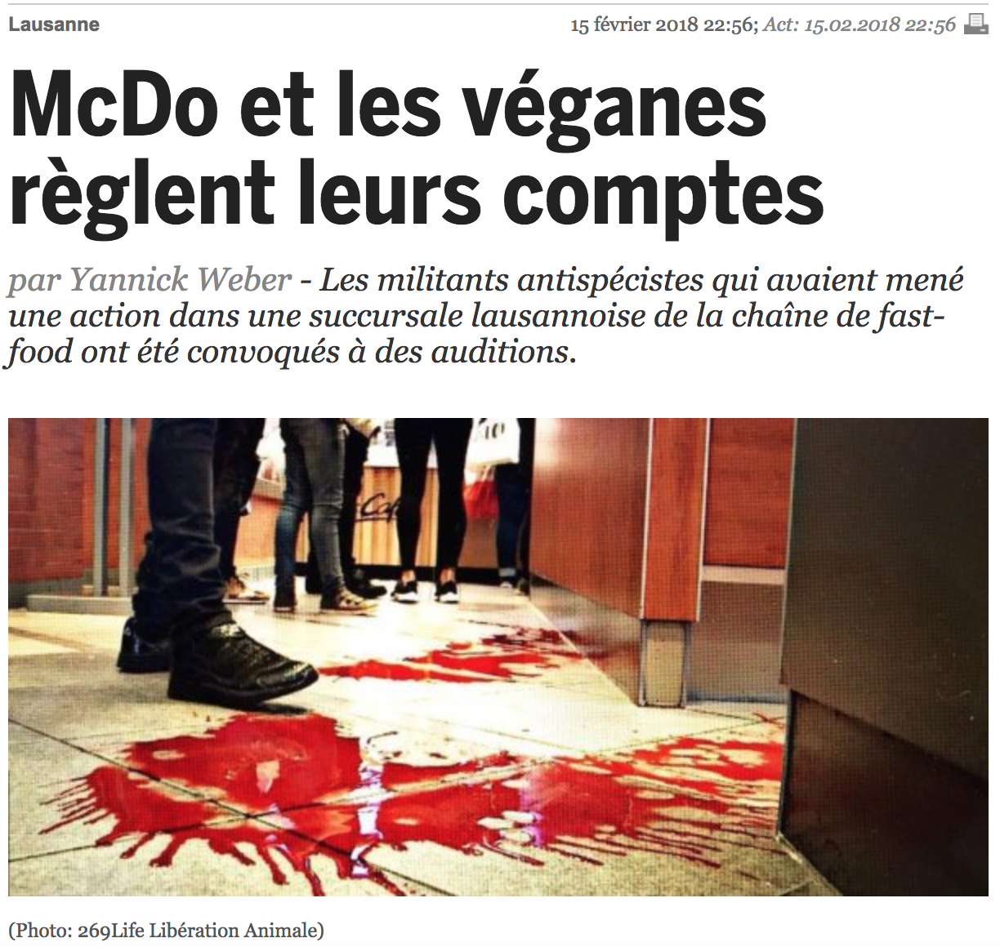 Lausanne
15 février 2018 22:56; Act: 15.02.2018 22:56
McDo et les véganes
règlent leurs comptes
par Yannick Weber - Les militants antispécistes qui avaient mené
une action dans une succursale lausannoise de la chaîne de fast-
food ont été convoqués à des auditions.
(Photo: 269Life Libération Animale)